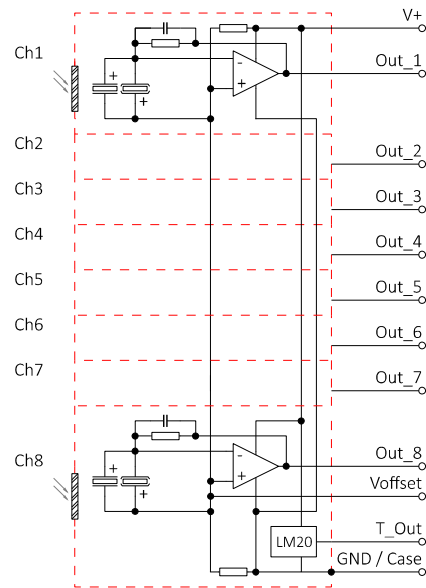 V+
Ch1
Out_1
Ch2
Out_2
Ch3
Out_3
Ch4
Out_4
Ch5
Out_5
Ch6
Out_6
Ch7
Out_7
Ch8
Out_8
Voffset
T_Out
LM20
GND / Case